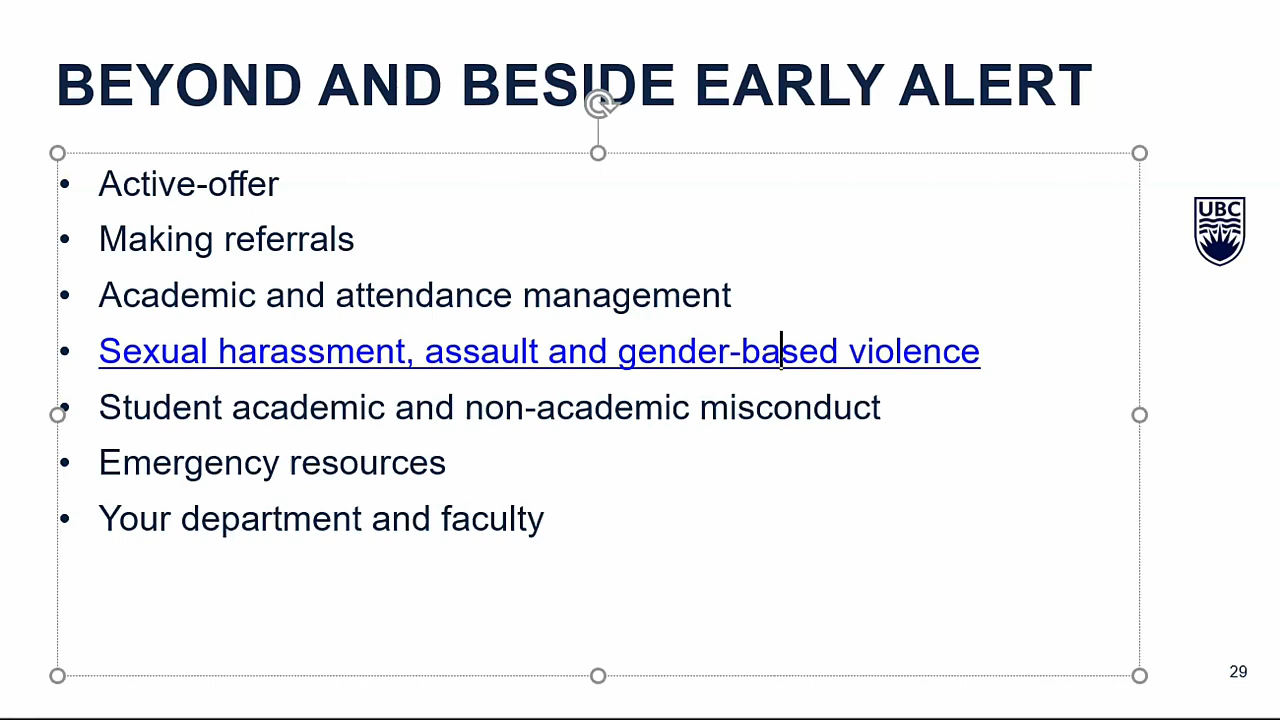 BEYOND AND BESIDE EARLY ALERT
• Active-offer
• Making referrals
• Academic and attendance management
• Sexual harassment, assault and gender-based violence
• Student academic and non-academic misconduct
• Emergency resources
• Your department and faculty
UBC
29